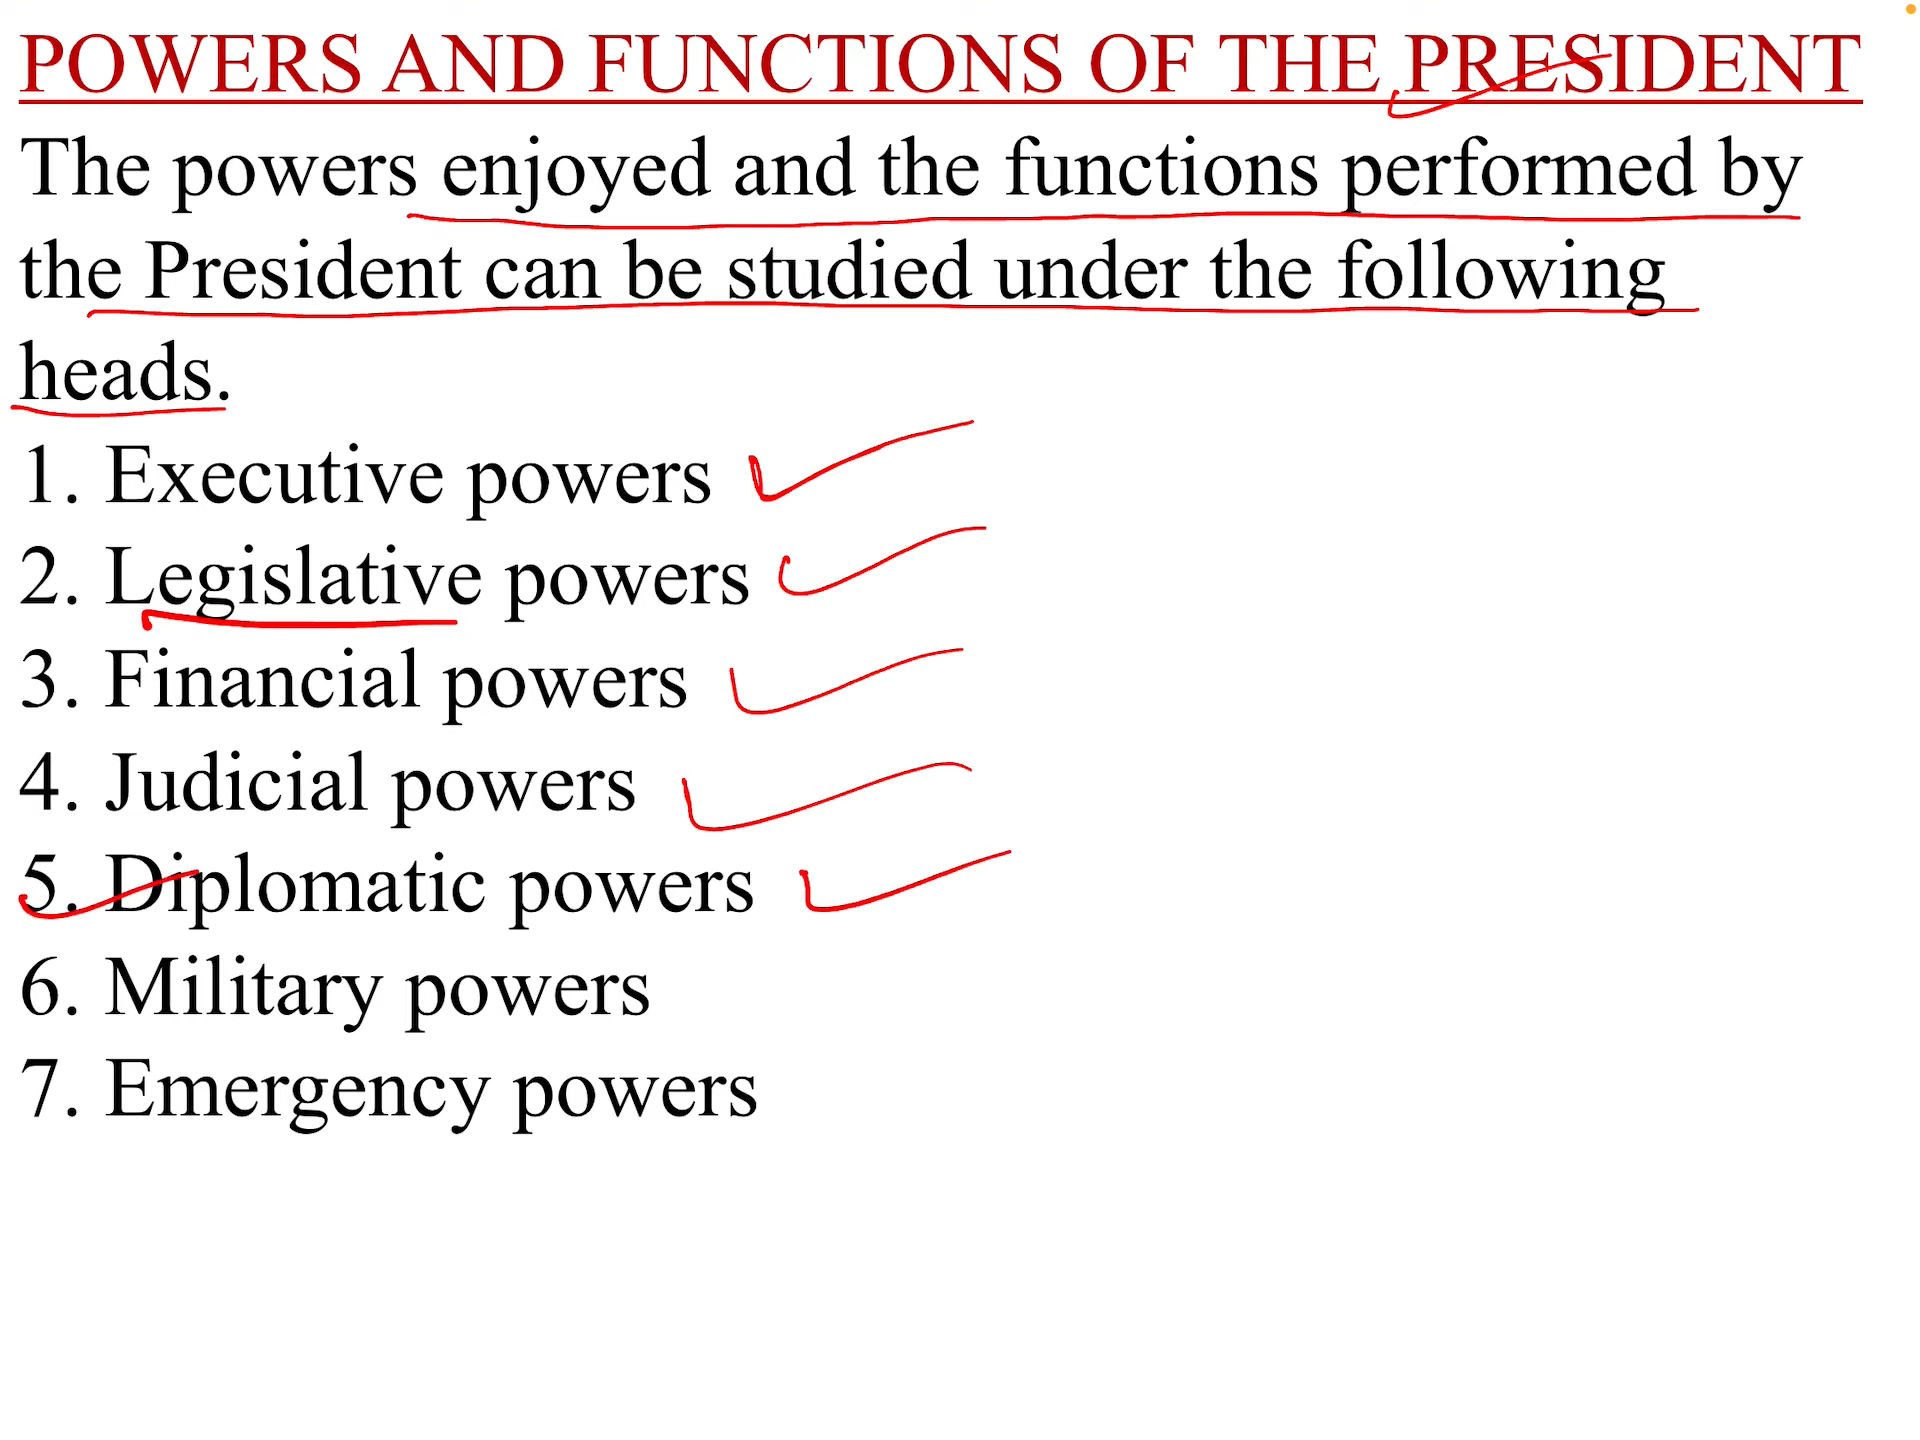 POWERS AND FUNCTIONS OF THE PRESIDENT
The powers enjoyed and the functions performed by
the President can be studied under the following
heads.
1. Executive powers
2. Legislative powers
3. Financial powers
4. Judicial powers
5. Diplomatic powers
6. Military powers
7. Emergency powers